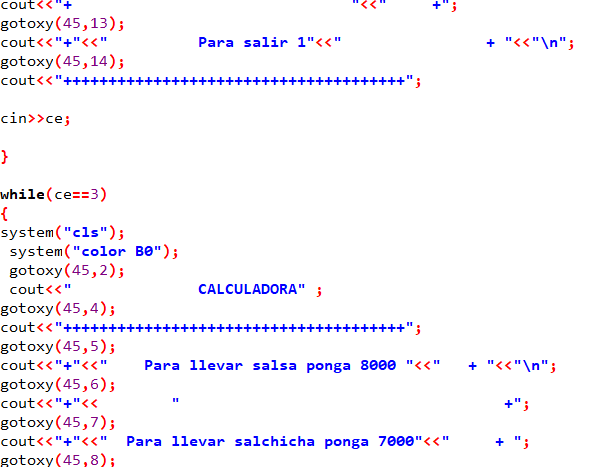 cout<<"+                               "<<"     +";
gotoxy(45,13);
cout<<"+"<<"          Para salir 1"<<"                + "<<"\n";
gotoxy(45,14);
cout<<"++++++++++++++++++++++++++++++++++++++";
cin>>ce;
}
while(ce==3)
{
system("cls");
 system("color B0");
 gotoxy(45,2);
 cout<<"              CALCULADORA" ;
gotoxy(45,4);
cout<<"++++++++++++++++++++++++++++++++++++++";
gotoxy(45,5);
cout<<"+"<<"    Para llevar salsa ponga 8000 "<<"   + "<<"\n";
gotoxy(45,6);
cout<<"+"<<        "                                    +";
gotoxy(45,7);
cout<<"+"<<"  Para llevar salchicha ponga 7000"<<"     + ";
gotoxy(45,8);